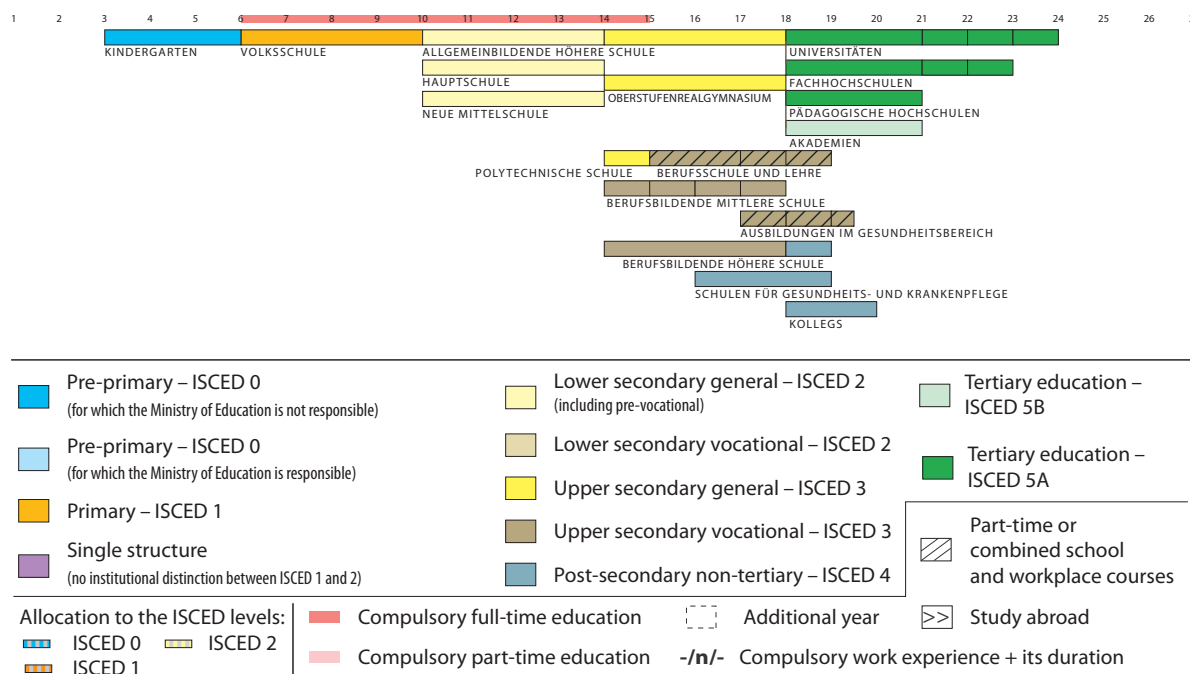 1 2 3 4 5 6 7 8 9 10 11 12 13 14 15 16 17 18 19 20 21 22 23 24 25 26
KINDERGARTEN VOLKSSCHULE ALLGEMEINBILDENDE HÖHERE SCHULE UNIVERSITÄTEN
HAUPTSCHULE FACHHOCHSCHULEN
OBERSTUFENREALGYMNASIUM
NEUE MITTELSCHULE PÄDAGOGISCHE HOCHSCHULEN
AKADEMIEN
POLYTECHNISCHE SCHULE BERUFSSCHULE UND LEHRE
BERUFSBILDENDE MITTLERE SCHULE
AUSBILDUNGEN IM GESUNDHEITSBEREICH
BERUFSBILDENDE HÖHERE SCHULE
SCHULEN FÜR GESUNDHEITS- UND KRANKENPFLEGE
KOLLEGS
Pre-primary – ISCED 0
(for which the Ministry of Education is not responsible)
Pre-primary – ISCED 0
(for which the Ministry of Education is responsible)
Primary – ISCED 1
Single structure
(no institutional distinction between ISCED 1 and 2)
Lower secondary general – ISCED 2
(including pre-vocational)
Lower secondary vocational – ISCED 2
Upper secondary general – ISCED 3
Upper secondary vocational – ISCED 3
Post-secondary non-tertiary – ISCED 4
Tertiary education –
ISCED 5B
Tertiary education –
ISCED 5A
Part-time or
combined school
and workplace courses
Allocation to the ISCED levels:
ISCED 0 ISCED 2
ISCED 1
Compulsory full-time education
Compulsory part-time education
Additional year
-/n/- Compulsory work experience + its duration
>> Study abroad